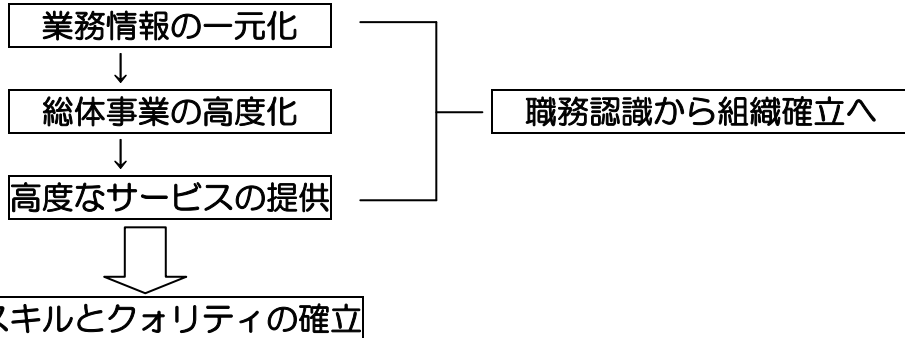 業務情報の一元化
↓
総体事業の高度化
職務認識から組織確立へ
↓
高度なサービスの提供
スキルとクォリティの確立